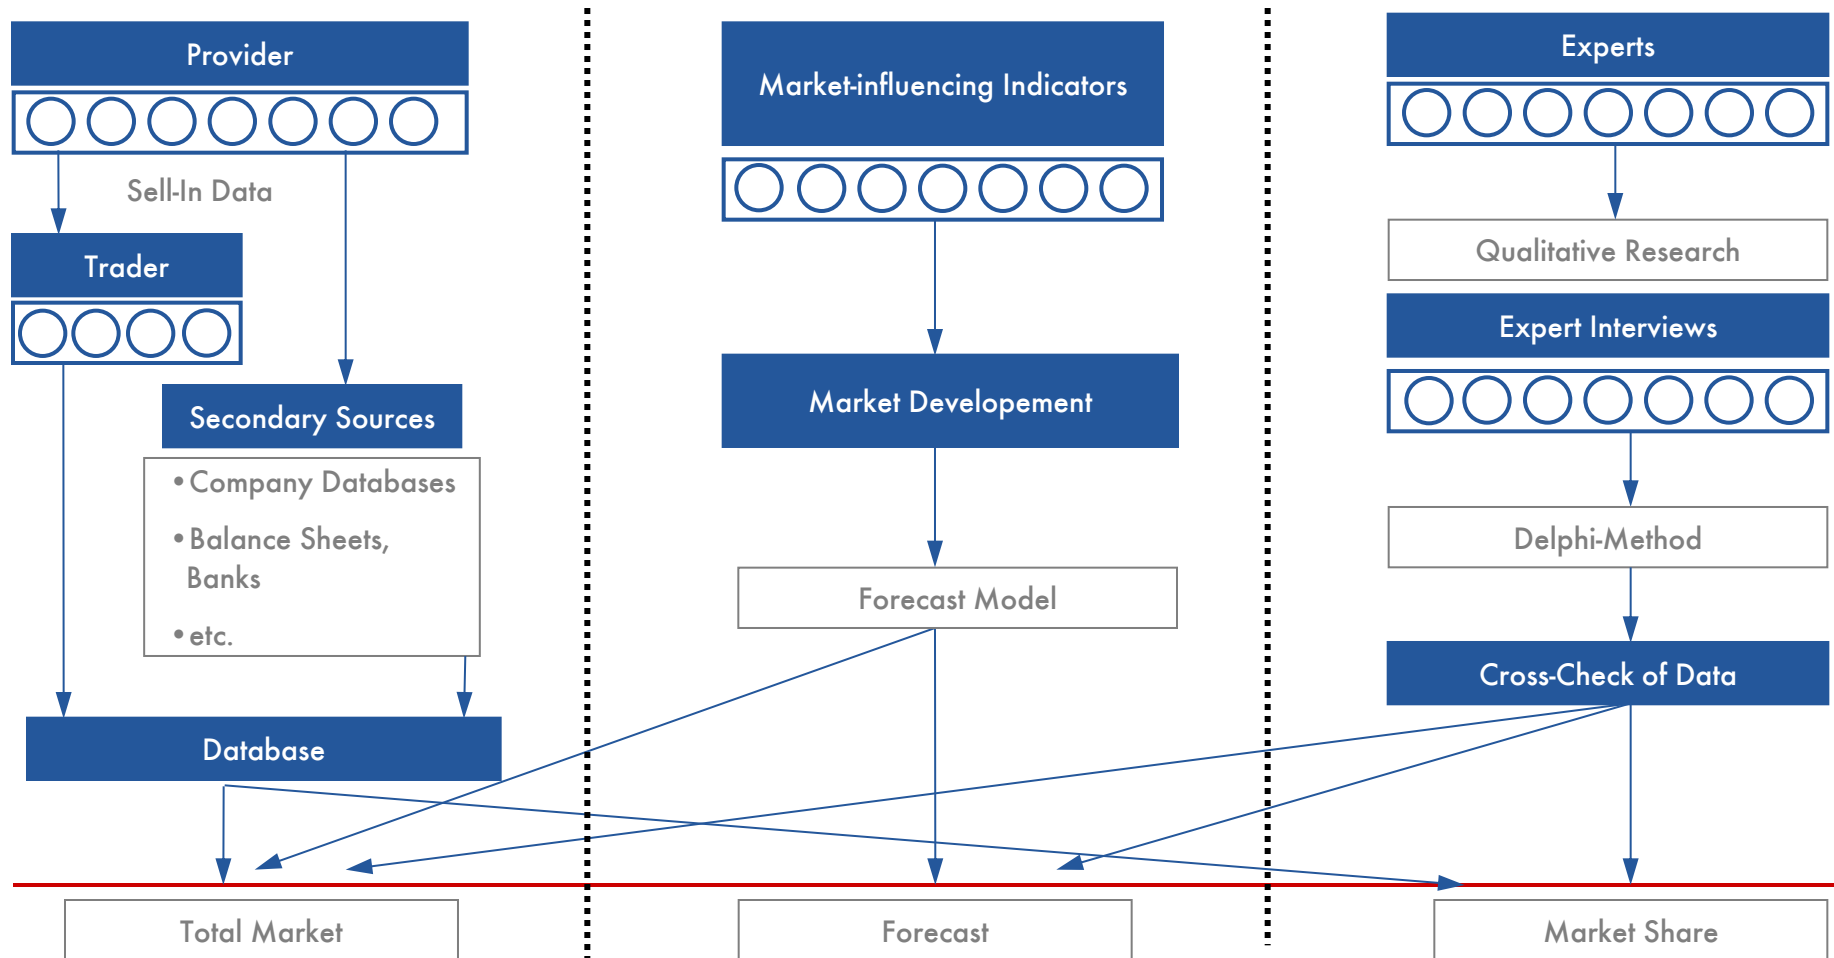 Provider
Sell-In Data
Trader
Secondary Sources
•Company Databases
•Balance Sheets,
Banks
•etc.
Database
Total Market
Market-influencing Indicators
Market Developement
Forecast Model
Forecast
Experts
Qualitative Research
Expert Interviews
Delphi-Method
Cross-Check of Data
Market Share